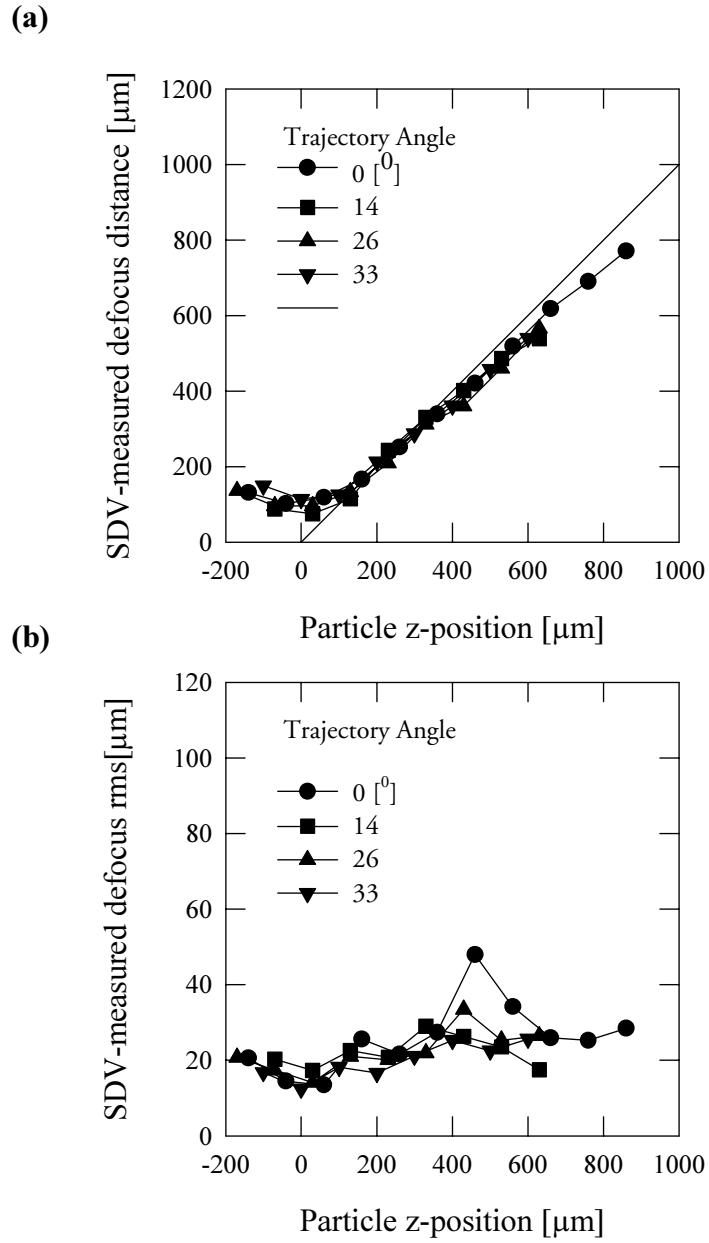 (a)
SDV-measured defocus distance [μm]
1200
1000
800
600
400
200
0
Trajectory Angle
0 [⁰]
14
26
33
-200 0 200 400 600 800 1000
Particle z-position [μm]
(b)
SDV-measured defocus rms[μm]
120
100
80
60
40
20
0
Trajectory Angle
0 [⁰]
14
26
33
-200 0 200 400 600 800 1000
Particle z-position [μm]